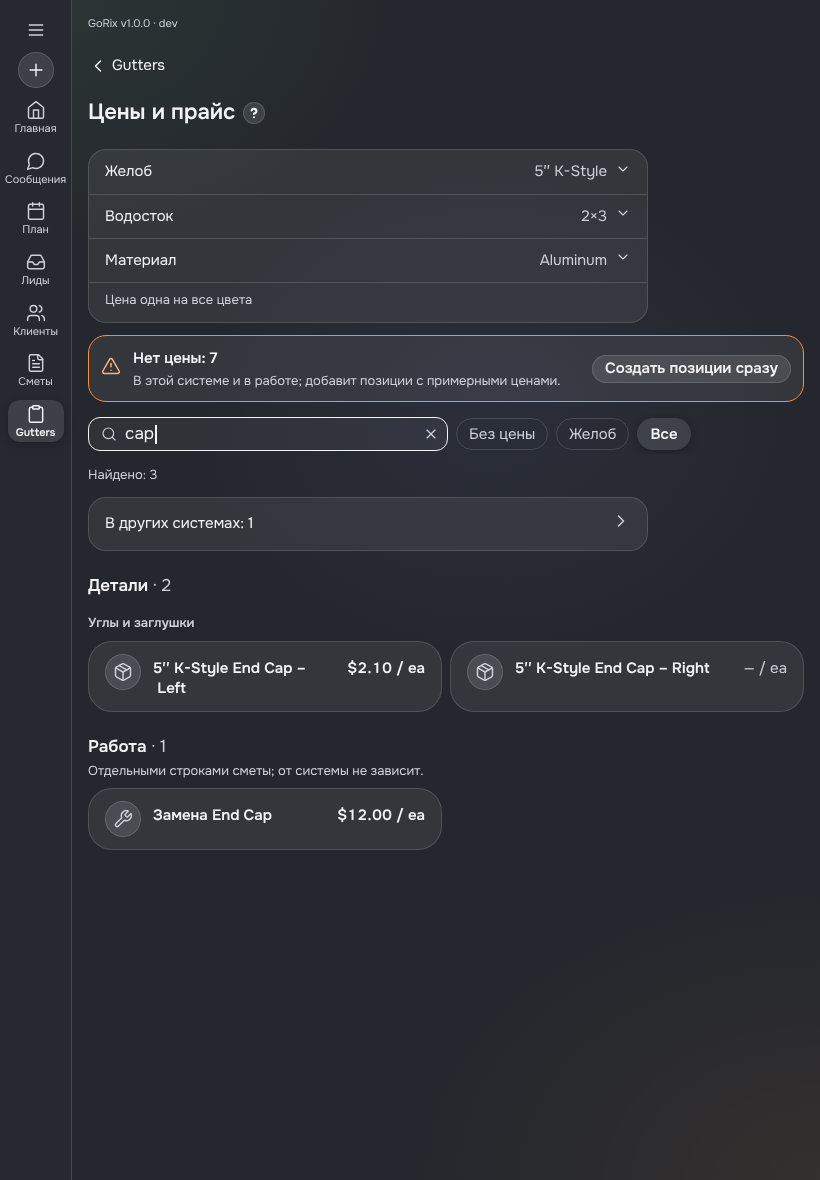 GoRix v1.0.0 · dev
Gutters
Цены и прайс ?
Главная
Сообщения
План
Лиды
Клиенты
Сметы
Gutters
Желоб 5″ K-Style
Водосток 2×3
Материал Aluminum
Цена одна на все цвета
Нет цены: 7
В этой системе и в работе; добавит позиции с примерными ценами.
Создать позиции сразу
cap
Без цены
Желоб
Все
Найдено: 3
В других системах: 1
Детали · 2
Углы и заглушки
5″ K-Style End Cap – $2.10 / ea
Left
5″ K-Style End Cap – Right — / ea
Работа · 1
Отдельными строками сметы; от системы не зависит.
Замена End Cap $12.00 / ea